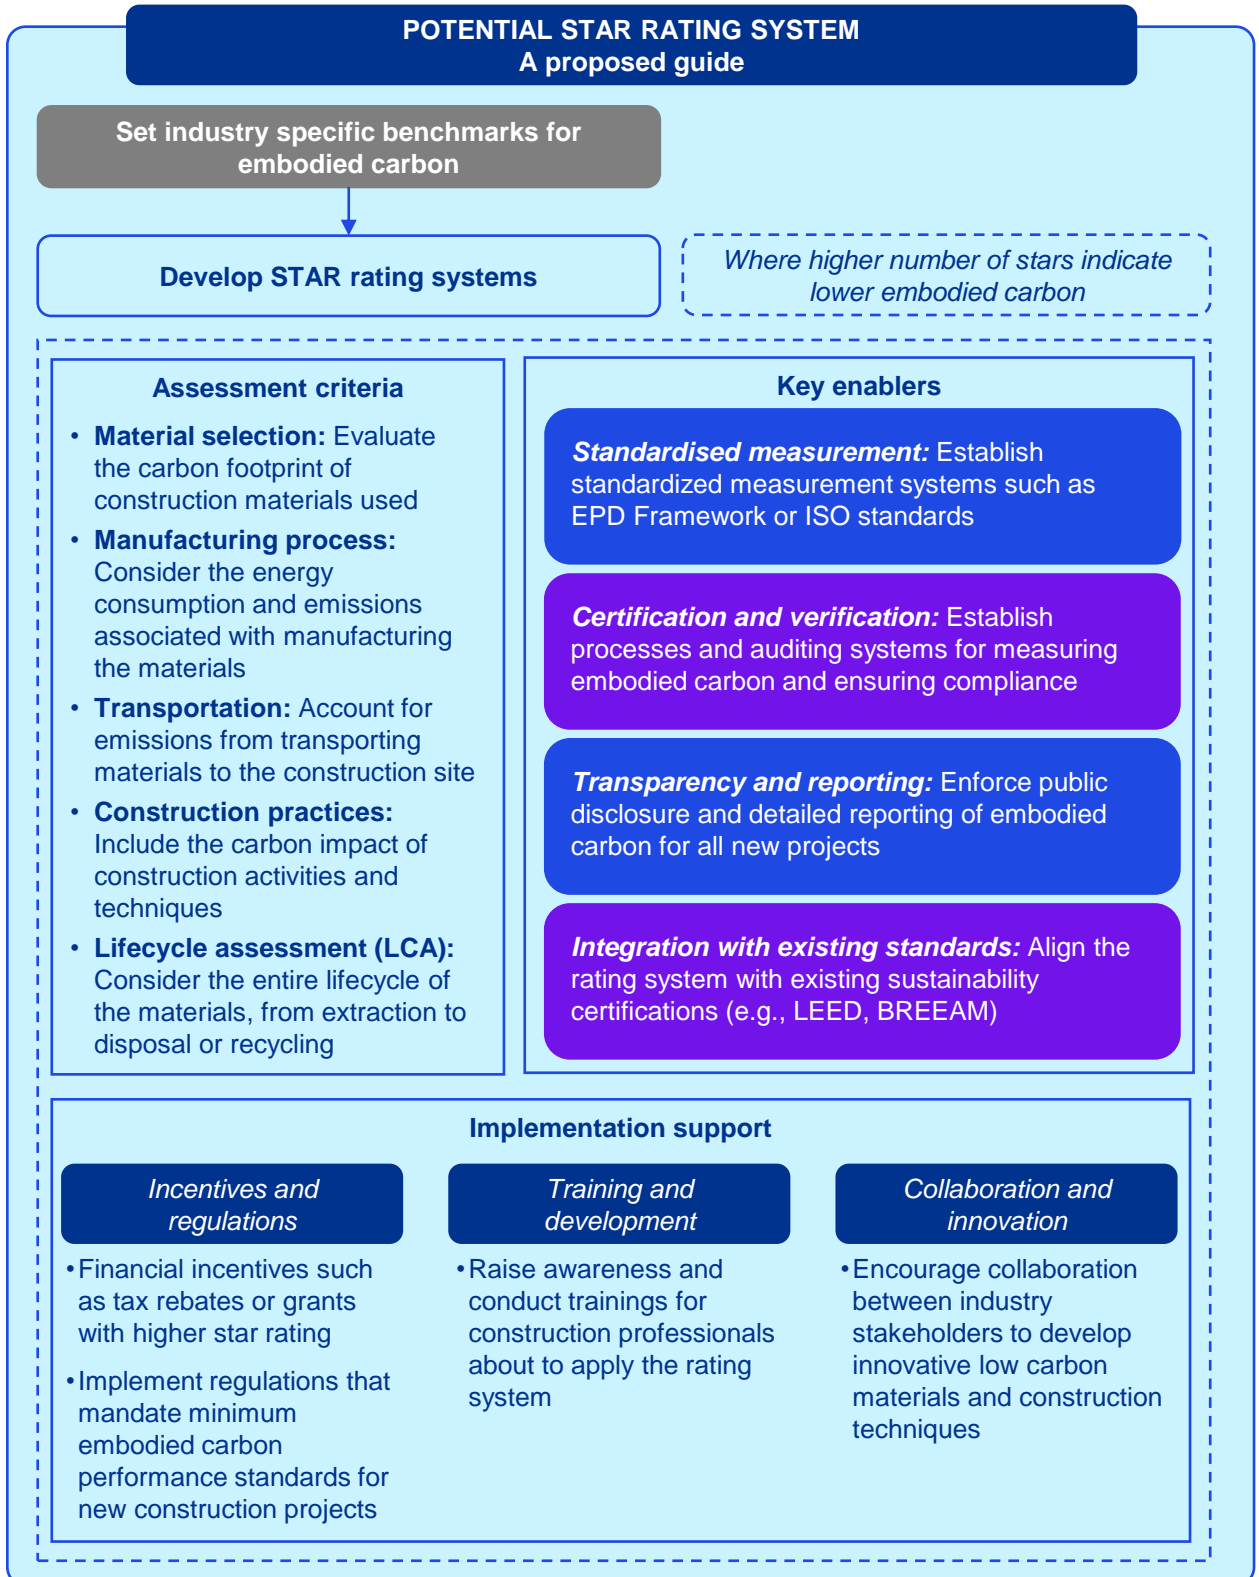 POTENTIAL STAR RATING SYSTEM
A proposed guide
Set industry specific benchmarks for
embodied carbon
Develop STAR rating systems
Where higher number of stars indicate
lower embodied carbon
Assessment criteria
• Material selection: Evaluate
the carbon footprint of
construction materials used
• Manufacturing process:
Consider the energy
consumption and emissions
associated with manufacturing
the materials
• Transportation: Account for
emissions from transporting
materials to the construction site
• Construction practices:
Include the carbon impact of
construction activities and
techniques
• Lifecycle assessment (LCA):
Consider the entire lifecycle of
the materials, from extraction to
disposal or recycling
Key enablers
Standardised measurement: Establish
standardized measurement systems such as
EPD Framework or ISO standards
Certification and verification: Establish
processes and auditing systems for measuring
embodied carbon and ensuring compliance
Transparency and reporting: Enforce public
disclosure and detailed reporting of embodied
carbon for all new projects
Integration with existing standards: Align the
rating system with existing sustainability
certifications (e.g., LEED, BREEAM)
Implementation support
Incentives and
regulations
• Financial incentives such
as tax rebates or grants
with higher star rating
• Implement regulations that
mandate minimum
embodied carbon
performance standards for
new construction projects
Training and
development
• Raise awareness and
conduct trainings for
construction professionals
about to apply the rating
system
Collaboration and
innovation
• Encourage collaboration
between industry
stakeholders to develop
innovative low carbon
materials and construction
techniques